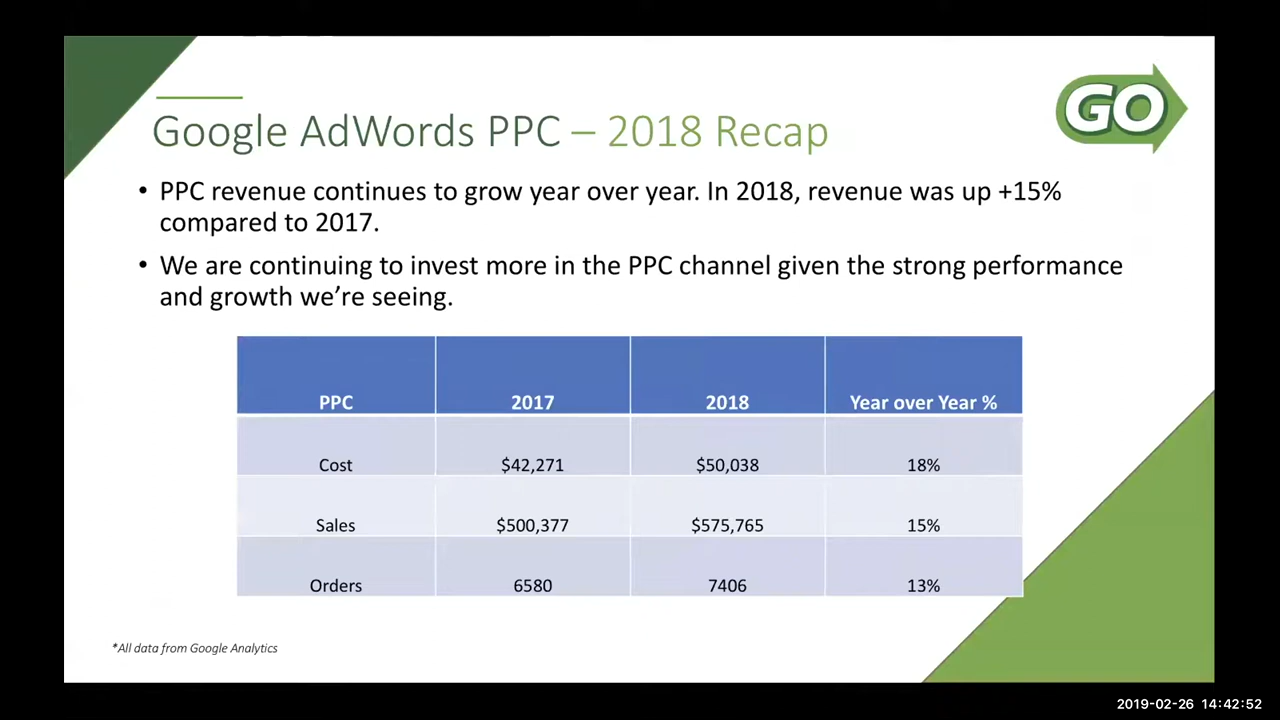 GO
Google AdWords PPC – 2018 Recap
• PPC revenue continues to grow year over year. In 2018, revenue was up +15%
compared to 2017.
• We are continuing to invest more in the PPC channel given the strong performance
and growth we’re seeing.
PPC 2017 2018 Year over Year %
Cost $42,271 $50,038 18%
Sales $500,377 $575,765 15%
Orders 6580 7406 13%
*All data from Google Analytics
2019-02-26 14:42:52